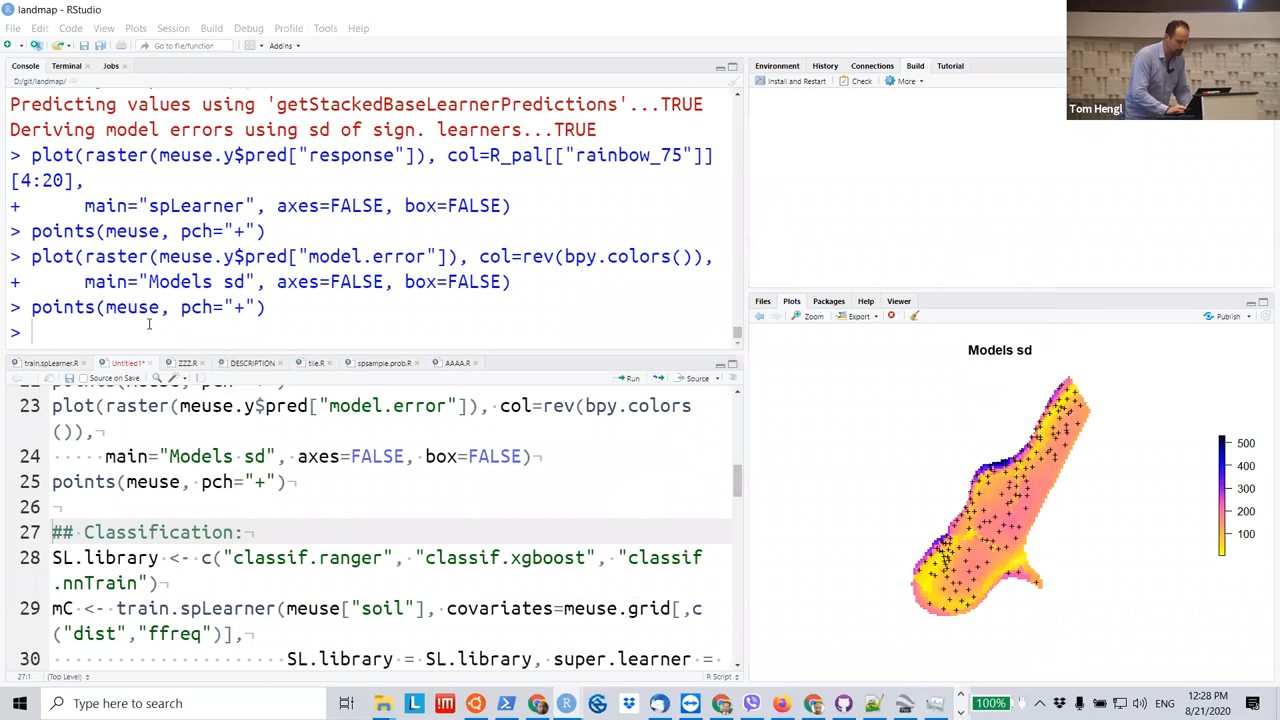 landmap - RStudio
File Edit Code View Plots Session Build Debug Profile Tools Help
Go to file/function Addins
Console Terminal Jobs
D:/git/landmap/
Predicting values using 'getStackedBaseLearnerPredictions'...TRUE
Deriving model errors using sd of sign. learners...TRUE
> plot(raster(meuse.y$pred["response"]), col=R_pal[["rainbow_75"]]
[4:20],
+ main="spLearner", axes=FALSE, box=FALSE)
> points(meuse, pch="+")
> plot(raster(meuse.y$pred["model.error"]), col=rev(bpy.colors()),
+ main="Models sd", axes=FALSE, box=FALSE)
> points(meuse, pch="+")
>
train.spLearner.R Untitled1* ZZZ.R DESCRIPTION tile.R spsample.prob.R AAAA.R
Source on Save Run Source
23 plot(raster(meuse.y$pred["model.error"]), col=rev(bpy.colors
()),
24 main="Models sd", axes=FALSE, box=FALSE)
25 points(meuse, pch="+")
26
27 ## Classification:
28 SL.library <- c("classif.ranger", "classif.xgboost", "classif
.nnTrain")
29 mC <- train.spLearner(meuse["soil"], covariates=meuse.grid[,c
("dist","ffreq")],
30 SL.library = SL.library, super.learner =
27:1 (Top Level) R Script
Environment History Connections Build Tutorial
Install and Restart Check More
Tom Hengl
Files Plots Packages Help Viewer
Zoom Export Publish
Models sd
500
400
300
200
100
Type here to search
100%
ENG
12:28 PM
8/21/2020